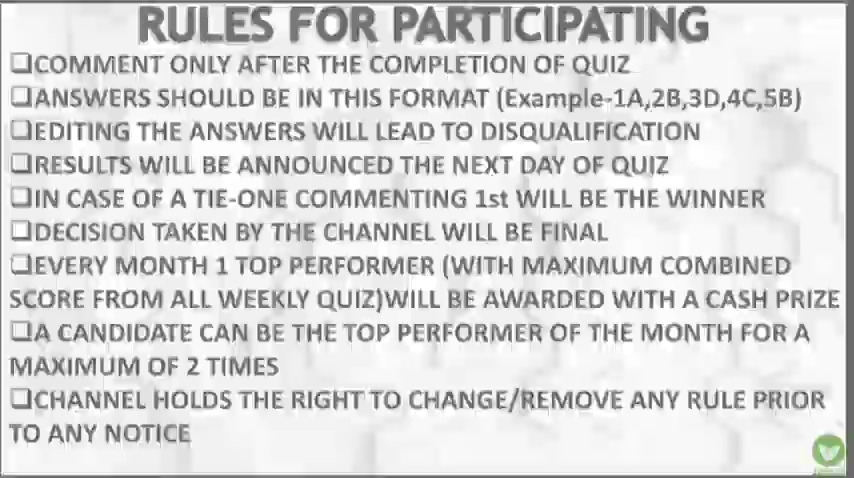 RULES FOR PARTICIPATING
❑COMMENT ONLY AFTER THE COMPLETION OF QUIZ
❑ANSWERS SHOULD BE IN THIS FORMAT (Example-1A,2B,3D,4C,5B)
❑EDITING THE ANSWERS WILL LEAD TO DISQUALIFICATION
❑RESULTS WILL BE ANNOUNCED THE NEXT DAY OF QUIZ
❑IN CASE OF A TIE-ONE COMMENTING 1st WILL BE THE WINNER
❑DECISION TAKEN BY THE CHANNEL WILL BE FINAL
❑EVERY MONTH 1 TOP PERFORMER (WITH MAXIMUM COMBINED
SCORE FROM ALL WEEKLY QUIZ)WILL BE AWARDED WITH A CASH PRIZE
❑A CANDIDATE CAN BE THE TOP PERFORMER OF THE MONTH FOR A
MAXIMUM OF 2 TIMES
❑CHANNEL HOLDS THE RIGHT TO CHANGE/REMOVE ANY RULE PRIOR
TO ANY NOTICE